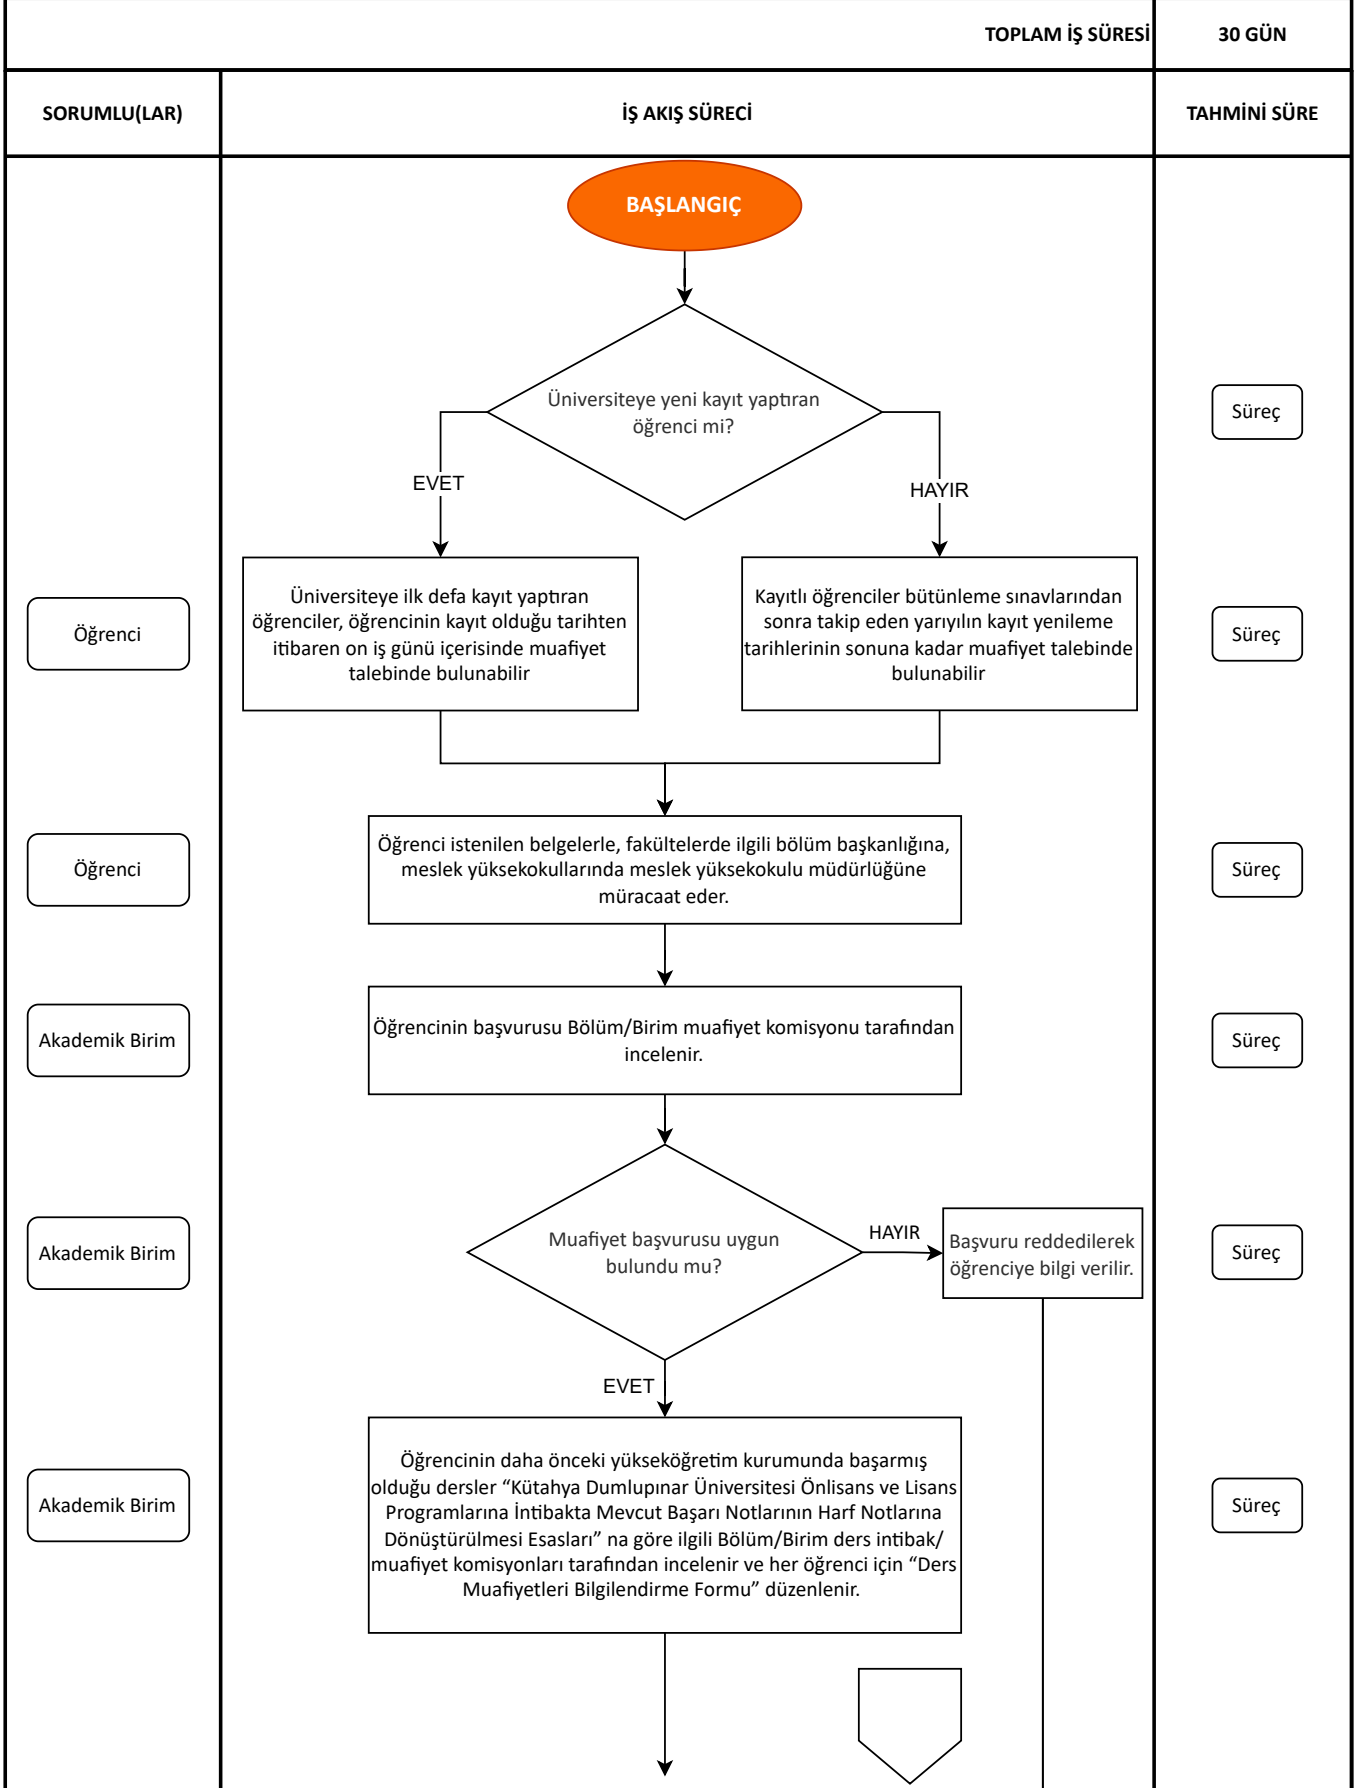 TOPLAM İŞ SÜRESİ
30 GÜN
SORUMLU(LAR)
İŞ AKIŞ SÜRECİ
TAHMİNİ SÜRE
BAŞLANGIÇ
Üniversiteye yeni kayıt yaptıran
öğrenci mi?
Süreç
EVET
HAYIR
Öğrenci
Üniversiteye ilk defa kayıt yaptıran
öğrenciler, öğrencinin kayıt olduğu tarihten
itibaren on iş günü içerisinde muafiyet
talebinde bulunabilir
Kayıtlı öğrenciler bütünleme sınavlarından
sonra takip eden yarıyılın kayıt yenileme
tarihlerinin sonuna kadar muafiyet talebinde
bulunabilir
Süreç
Öğrenci
Öğrenci istenilen belgelerle, fakültelerde ilgili bölüm başkanlığına,
meslek yüksekokullarında meslek yüksekokulu müdürlüğüne
müracaat eder.
Süreç
Akademik Birim
Öğrencinin başvurusu Bölüm/Birim muafiyet komisyonu tarafından
incelenir.
Süreç
Akademik Birim
Muafiyet başvurusu uygun
bulundu mu?
HAYIR
Başvuru reddedilerek
öğrenciye bilgi verilir.
Süreç
EVET
Akademik Birim
Öğrencinin daha önceki yükseköğretim kurumunda başarmış
olduğu dersler “Kütahya Dumlupınar Üniversitesi Önlisans ve Lisans
Programlarına İntibakta Mevcut Başarı Notlarının Harf Notlarına
Dönüştürülmesi Esasları” na göre ilgili Bölüm/Birim ders intibak/
muafiyet komisyonları tarafından incelenir ve her öğrenci için “Ders
Muafiyetleri Bilgilendirme Formu” düzenlenir.
Süreç